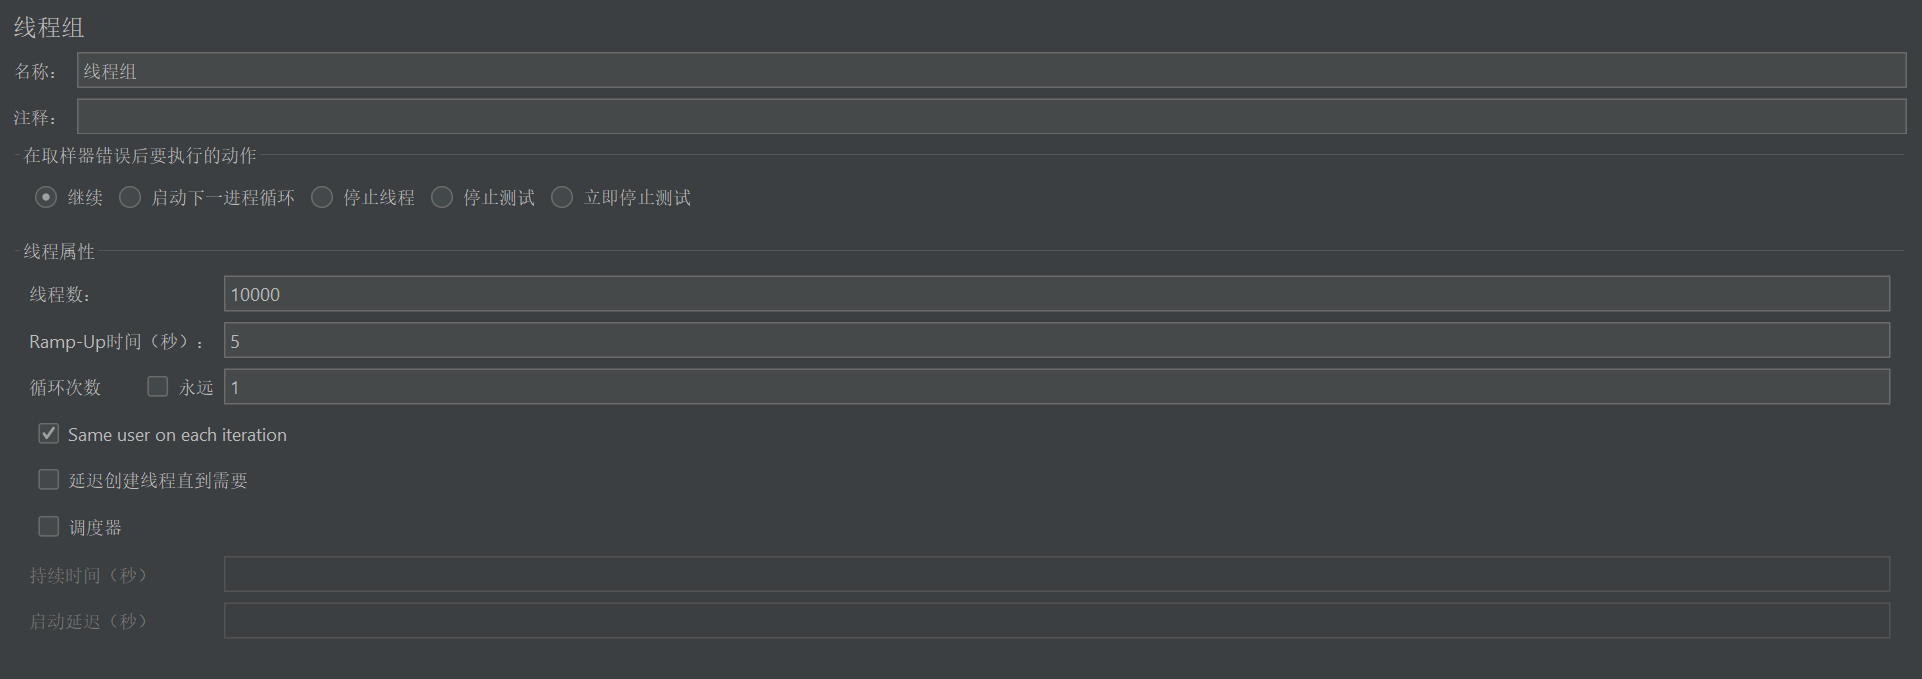 线程组
名称： 线程组
注释：
在取样器错误后要执行的动作
继续 启动下一进程循环 停止线程 停止测试 立即停止测试
线程属性
线程数： 10000
Ramp-Up时间（秒）： 5
循环次数 永远 1
Same user on each iteration
延迟创建线程直到需要
调度器
持续时间（秒）
启动延迟（秒）